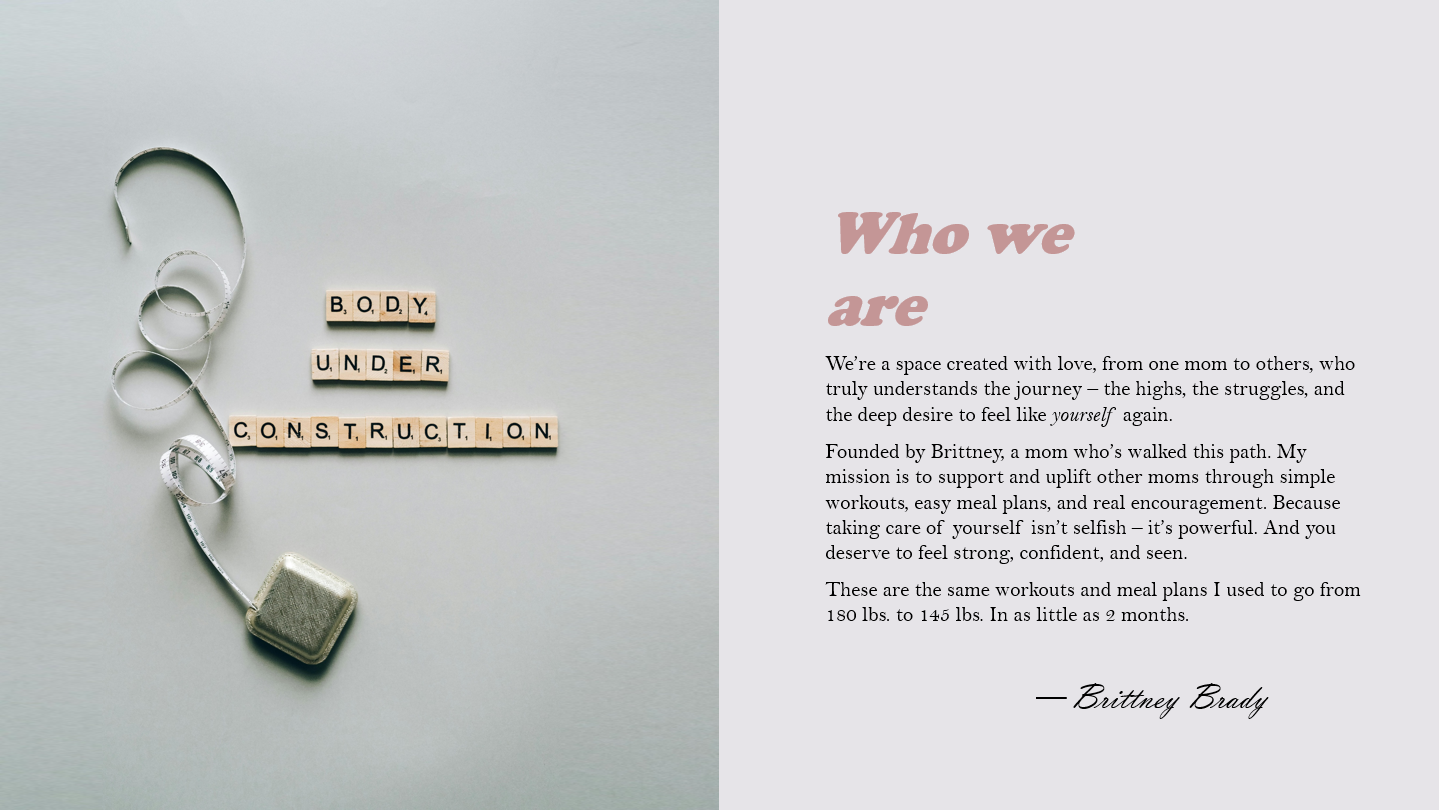 BODY
UNDER
CONSTRUCTION
Who we
are
We’re a space created with love, from one mom to others, who
truly understands the journey – the highs, the struggles, and
the deep desire to feel like yourself again.
Founded by Brittney, a mom who’s walked this path. My
mission is to support and uplift other moms through simple
workouts, easy meal plans, and real encouragement. Because
taking care of yourself isn’t selfish – it’s powerful. And you
deserve to feel strong, confident, and seen.
These are the same workouts and meal plans I used to go from
180 lbs. to 145 lbs. In as little as 2 months.
— Brittney Brady